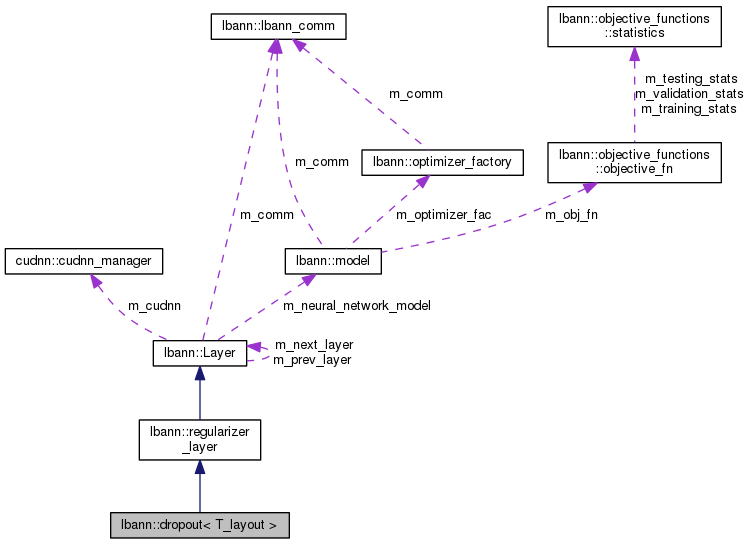 lbann::lbann_comm
lbann::objective_functions
::statistics
m_testing_stats
m_validation_stats
m_training_stats
m_comm
lbann::optimizer_factory
lbann::objective_functions
::objective_fn
m_comm
m_comm
m_optimizer_fac
m_obj_fn
cudnn::cudnn_manager
lbann::model
m_cudnn
m_neural_network_model
lbann::Layer
m_next_layer
m_prev_layer
lbann::regularizer
_layer
lbann::dropout< T_layout >